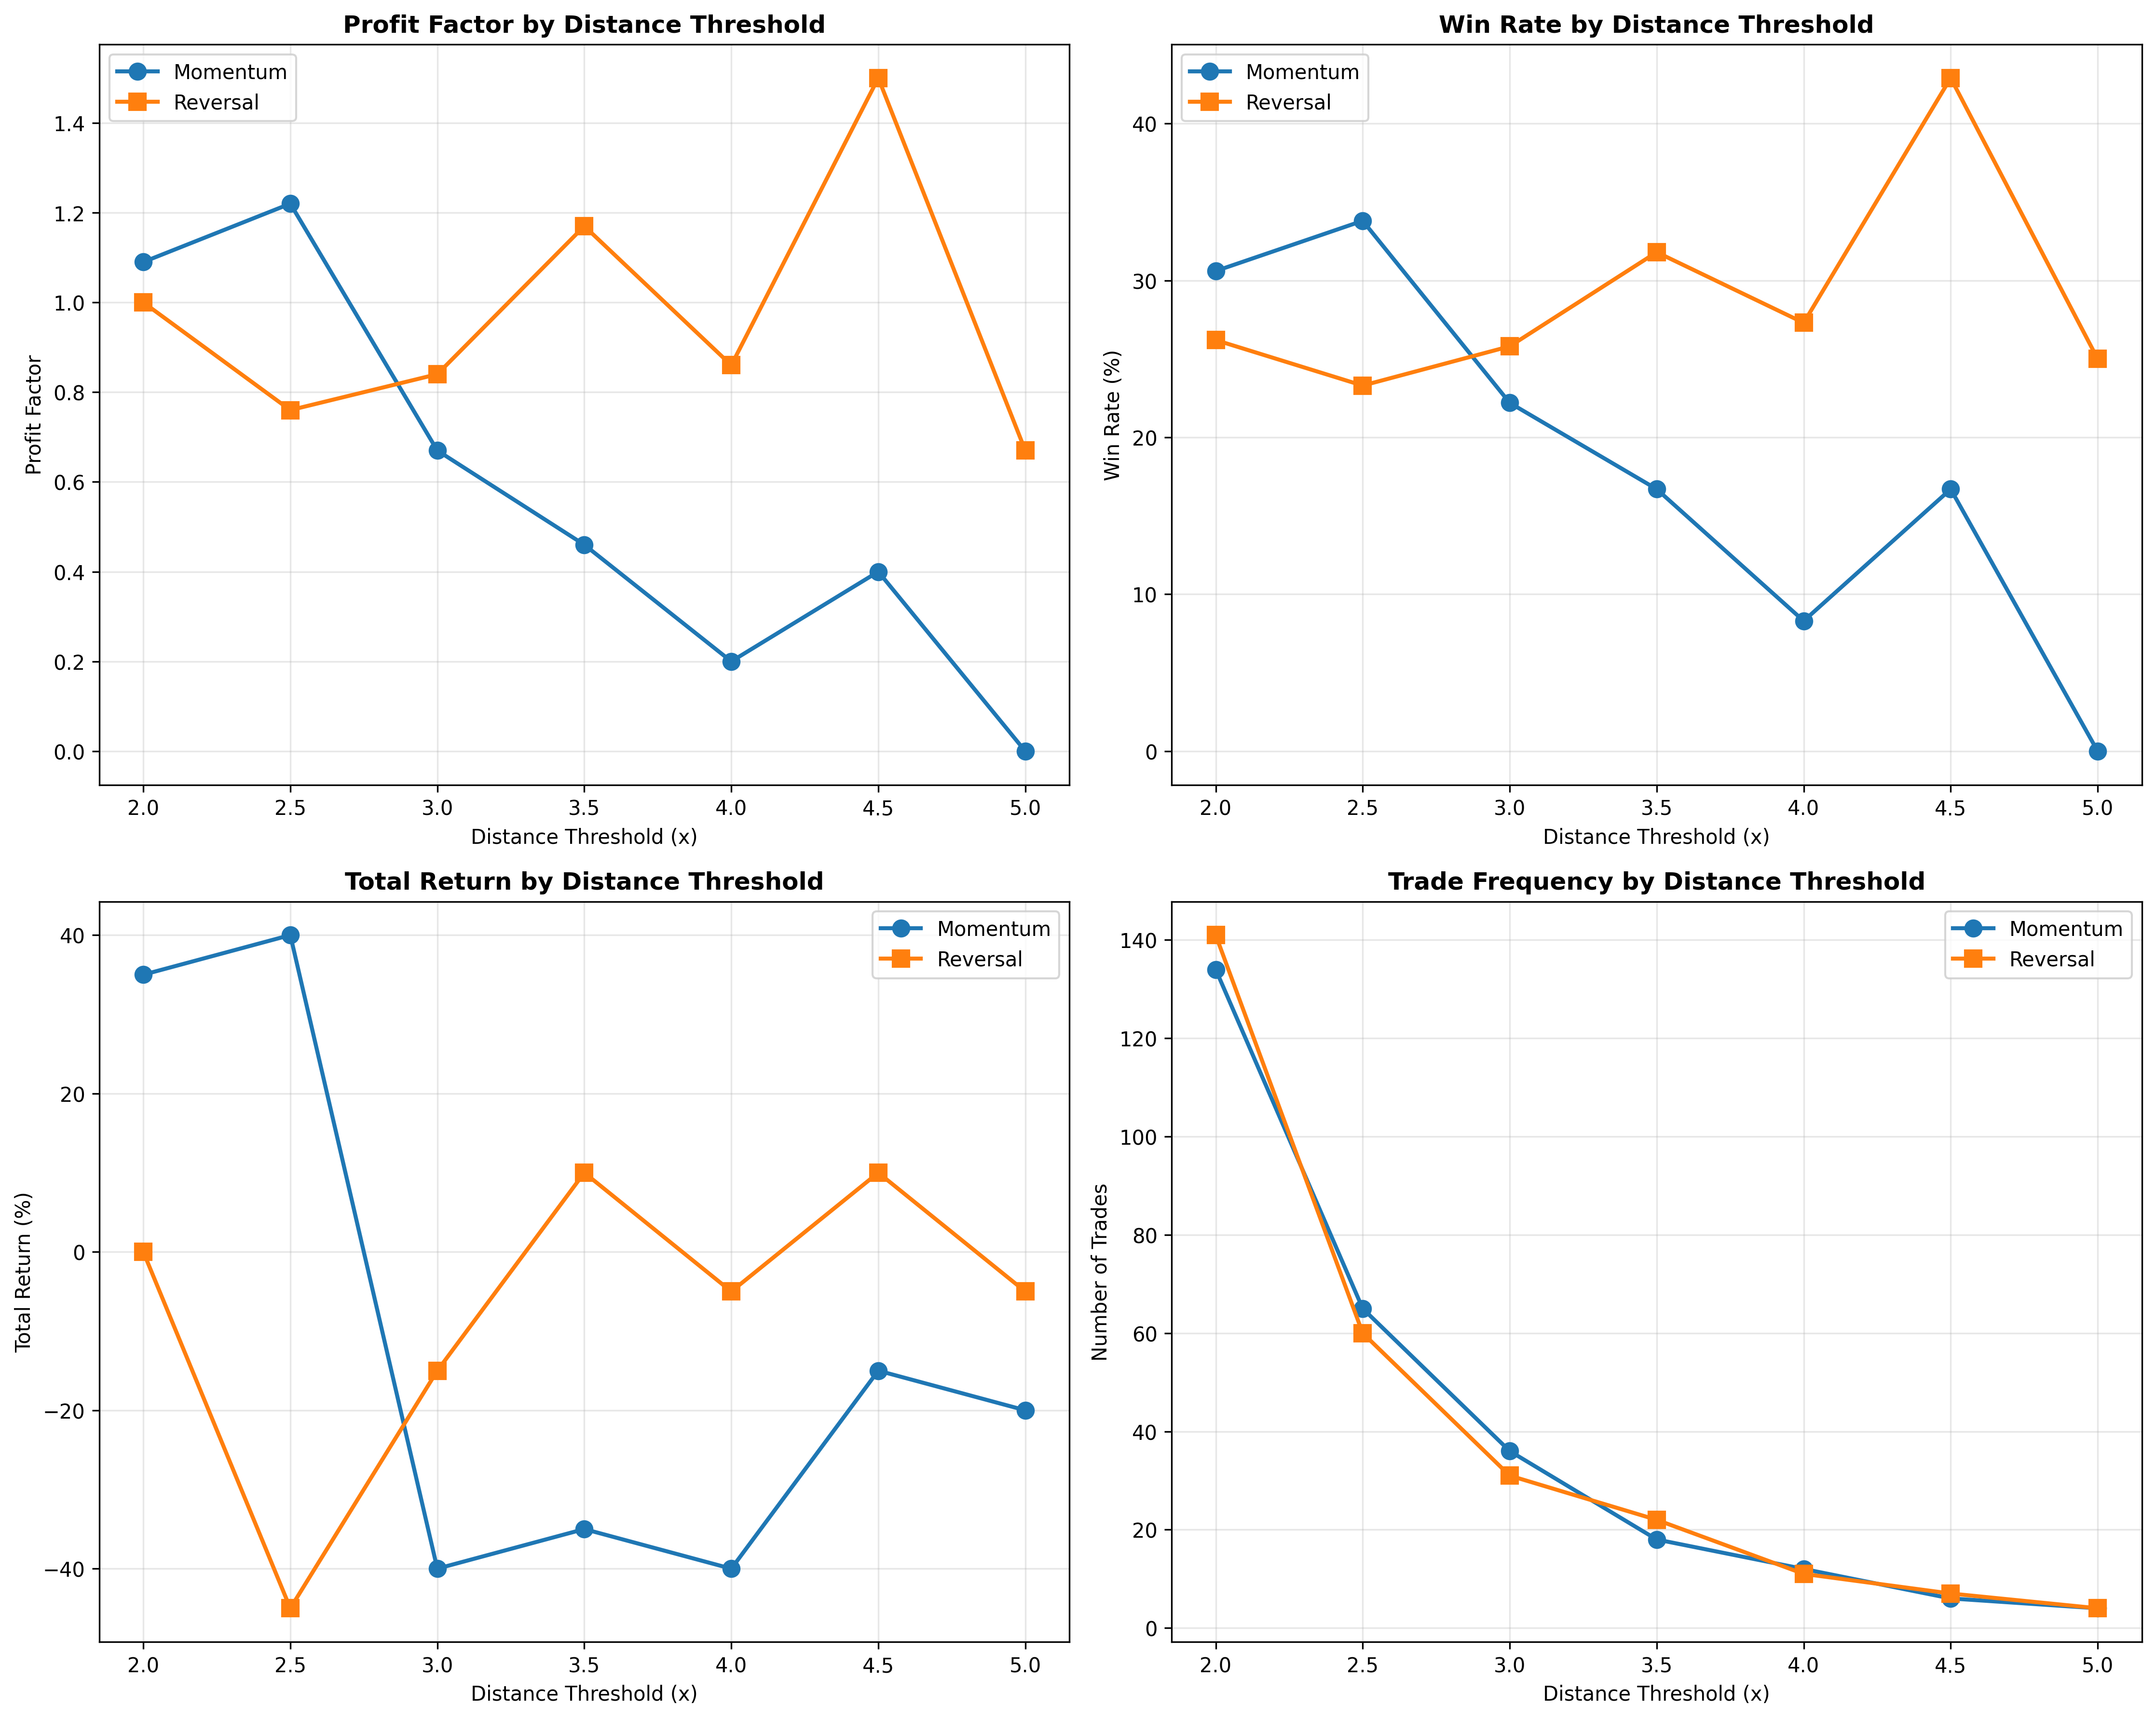 Profit Factor by Distance Threshold
Momentum
Reversal
Profit Factor
1.4
1.2
1.0
0.8
0.6
0.4
0.2
0.0
2.0 2.5 3.0 3.5 4.0 4.5 5.0
Distance Threshold (x)
Win Rate by Distance Threshold
Momentum
Reversal
Win Rate (%)
40
30
20
10
0
2.0 2.5 3.0 3.5 4.0 4.5 5.0
Distance Threshold (x)
Total Return by Distance Threshold
Momentum
Reversal
Total Return (%)
40
20
0
−20
−40
2.0 2.5 3.0 3.5 4.0 4.5 5.0
Distance Threshold (x)
Trade Frequency by Distance Threshold
Momentum
Reversal
Number of Trades
140
120
100
80
60
40
20
0
2.0 2.5 3.0 3.5 4.0 4.5 5.0
Distance Threshold (x)